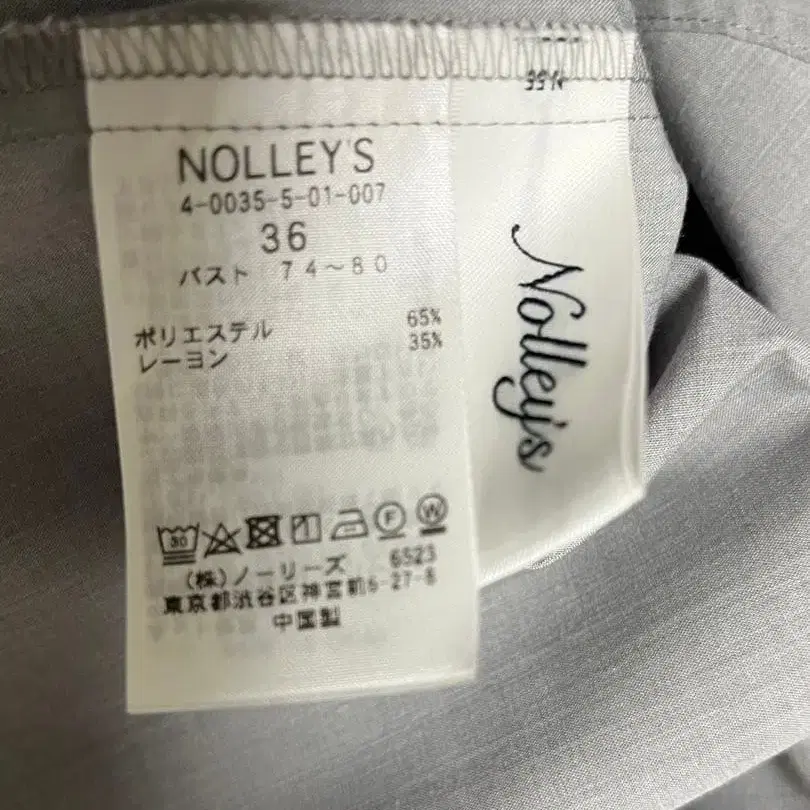 NOLLEY'S
4-0035-5-01-007
36
バスト 74～80
ポリエステル 65%
レーヨン 35%
30
F
W
(株)ノーリーズ 6523
東京都渋谷区神宮前6-27-8
中国製
Nolley's